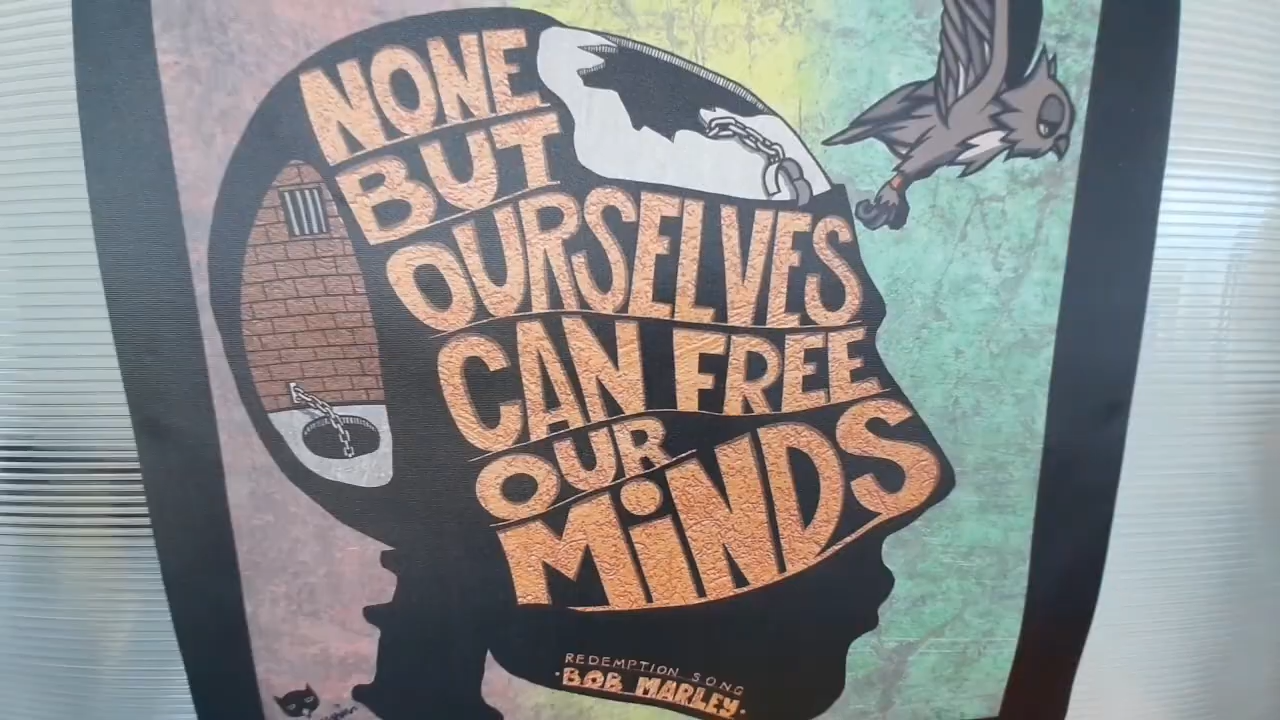 NONE
BUT
OURSELVES
CAN FREE
OUR
MiNDS
REDEMPTION SONG
·BOB MARLEY·